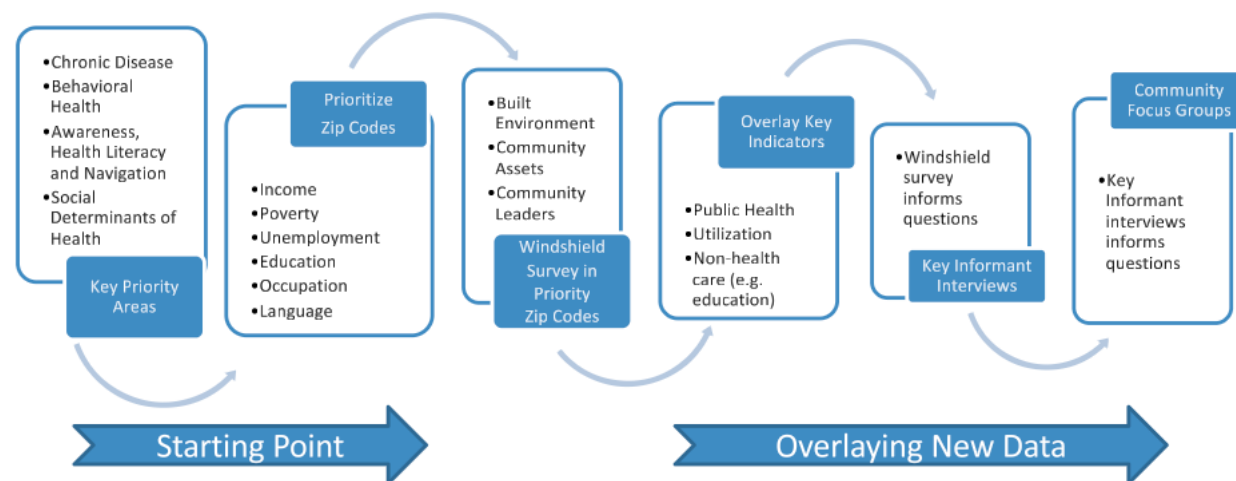 •Chronic Disease
•Behavioral
Health
•Awareness,
Health Literacy
and Navigation
•Social
Determinants of
Health
Key Priority
Areas
Prioritize
Zip Codes
•Income
•Poverty
•Unemployment
•Education
•Occupation
•Language
•Built
Environment
•Community
Assets
•Community
Leaders
Windshield
Survey in
Priority
Zip Codes
Overlay Key
Indicators
•Public Health
•Utilization
•Non-health
care (e.g.
education)
•Windshield
survey
informs
questions
Key Informant
Interviews
Community
Focus Groups
•Key
Informant
interviews
informs
questions
Starting Point
Overlaying New Data